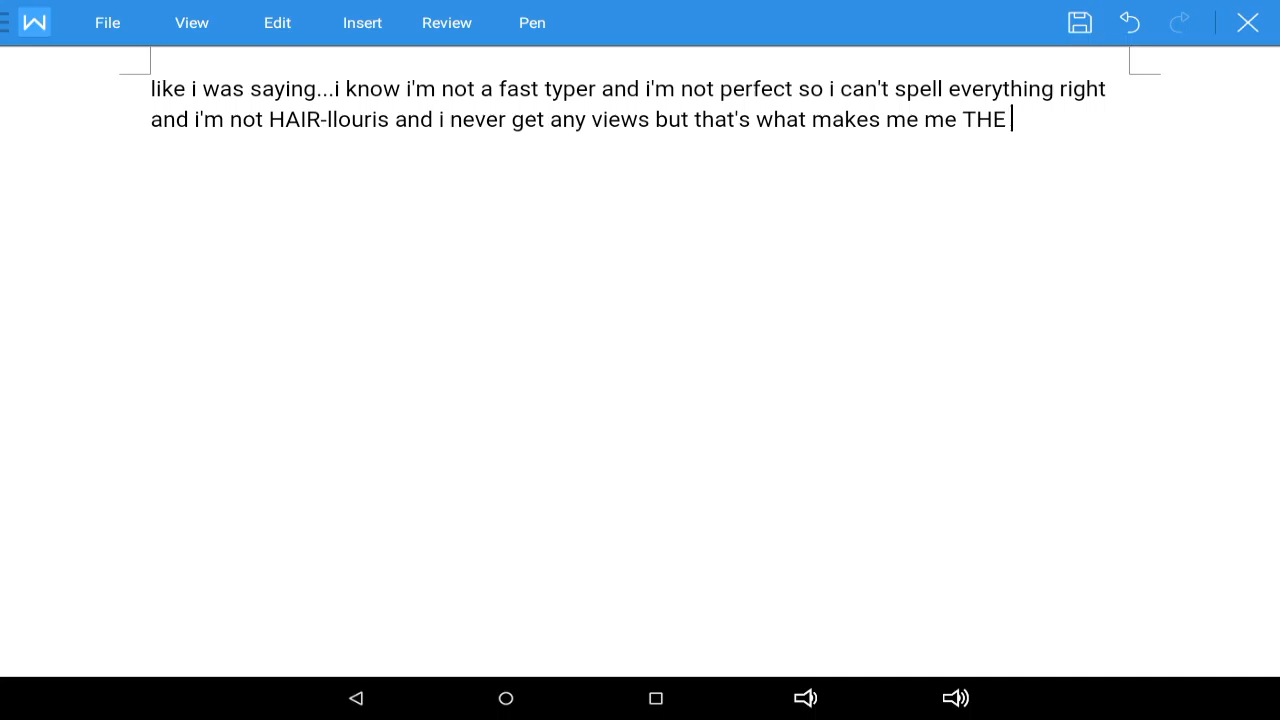 File View Edit Insert Review Pen
like i was saying...i know i'm not a fast typer and i'm not perfect so i can't spell everything right
and i'm not HAIR-llouris and i never get any views but that's what makes me me THE